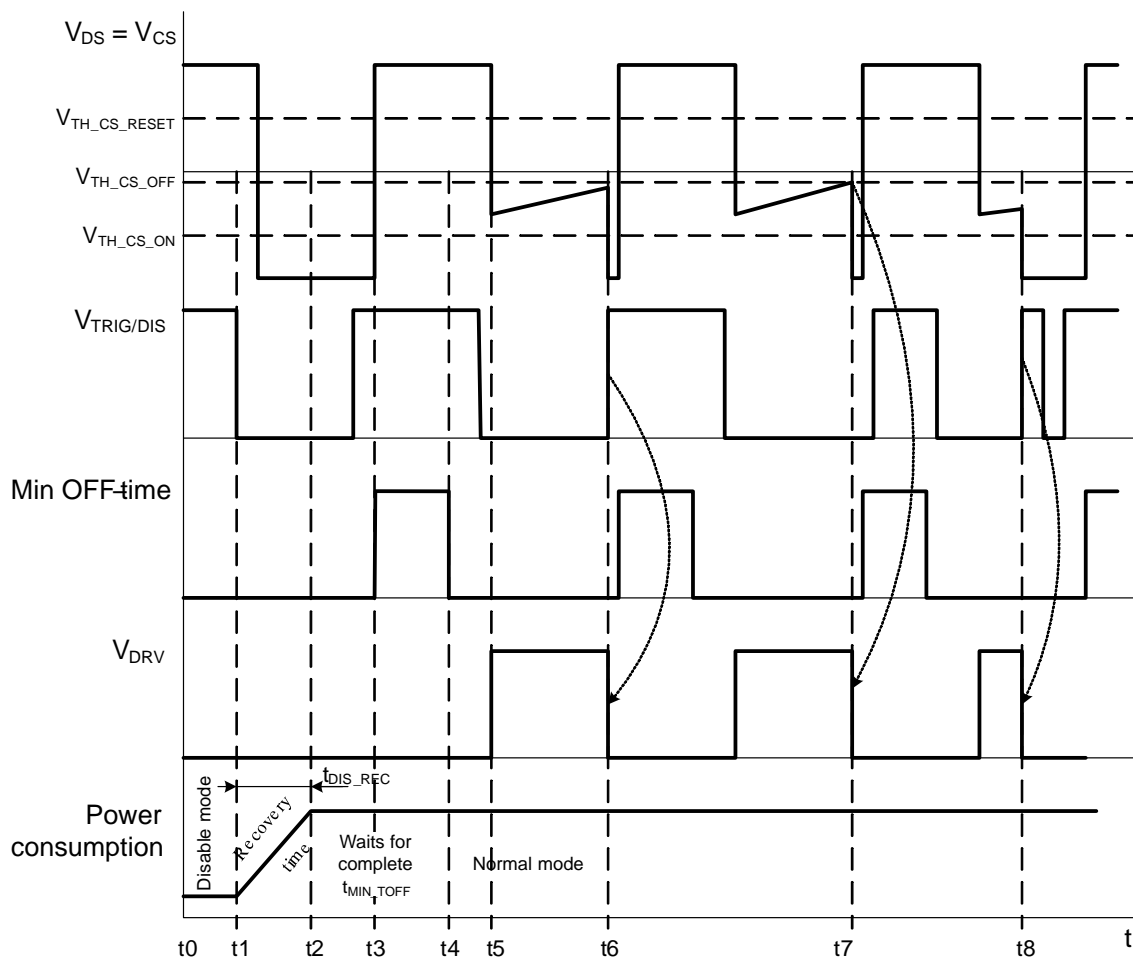 VDS = VCS
VTH_CS_RESET
VTH_CS_OFF
VTH_CS_ON
VTRIG/DIS
Min OFF-time
VDRV
Power
consumption
Disable mode
Recovery
time
tDIS_REC
Waits for
complete
tMIN_TOFF
Normal mode
t0 t1 t2 t3 t4 t5 t6 t7 t8 t